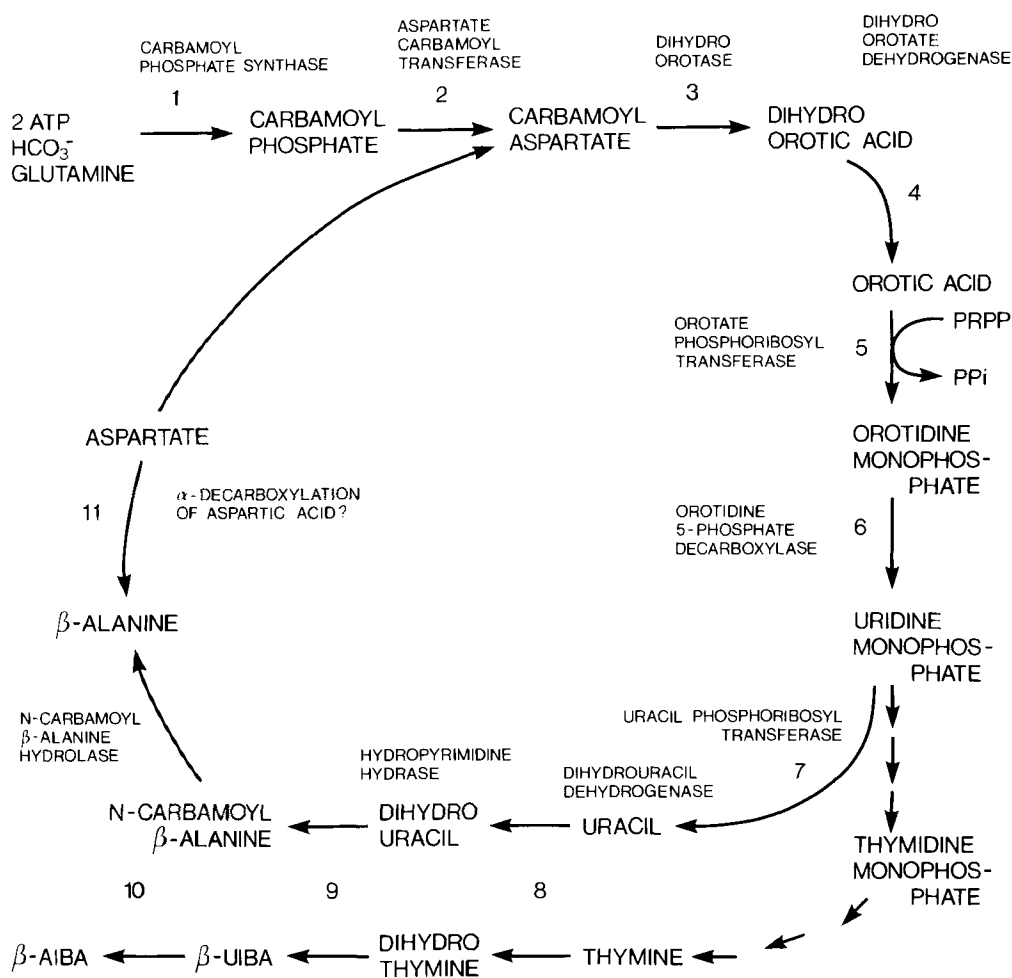 CARBAMOYL
PHOSPHATE SYNTHASE
1
ASPARTATE
CARBAMOYL
TRANSFERASE
2
DIHYDRO
OROTASE
3
DIHYDRO
OROTATE
DEHYDROGENASE
2 ATP
HCO₃⁻
GLUTAMINE
CARBAMOYL
PHOSPHATE
CARBAMOYL
ASPARTATE
DIHYDRO
OROTIC ACID
4
OROTIC ACID
OROTATE
PHOSPHORIBOSYL
TRANSFERASE
5
PRPP
PPi
ASPARTATE
OROTIDINE
MONOPHOS-
PHATE
11
α-DECARBOXYLATION
OF ASPARTIC ACID?
OROTIDINE
5-PHOSPHATE
DECARBOXYLASE
6
β-ALANINE
URIDINE
MONOPHOS-
PHATE
N-CARBAMOYL
β-ALANINE
HYDROLASE
URACIL PHOSPHORIBOSYL
TRANSFERASE
7
HYDROPYRIMIDINE
HYDRASE
DIHYDROURACIL
DEHYDROGENASE
N-CARBAMOYL
β-ALANINE
DIHYDRO
URACIL
URACIL
THYMIDINE
MONOPHOS-
PHATE
10
9
8
β-AIBA
β-UIBA
DIHYDRO
THYMINE
THYMINE